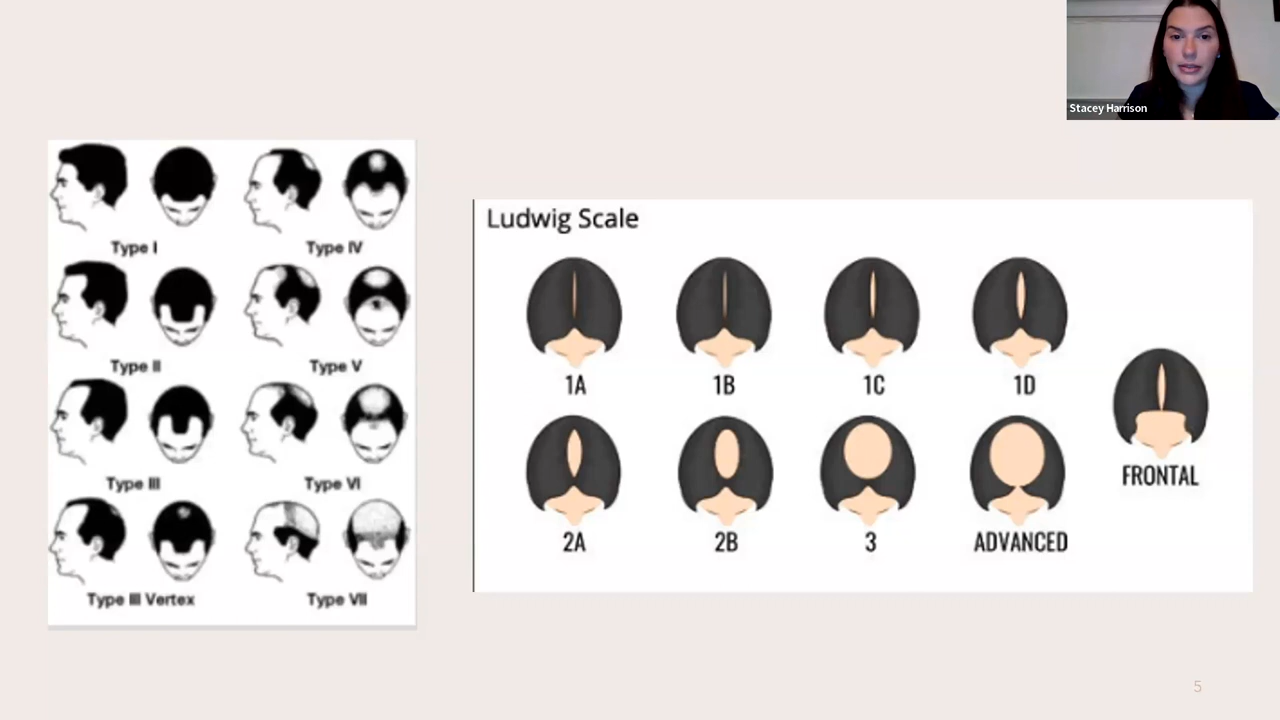 Stacey Harrison
Type I
Type IV
Type II
Type V
Type III
Type VI
Type III Vertex
Type VII
Ludwig Scale
1A
1B
1C
1D
2A
2B
3
ADVANCED
FRONTAL
5